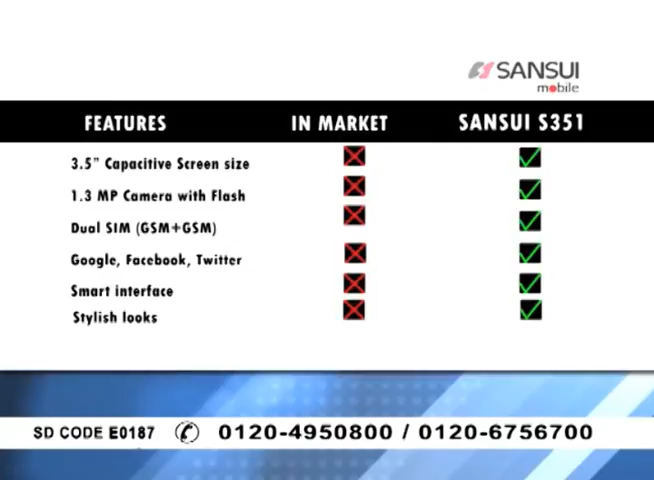 SANSUI
mobile
FEATURES IN MARKET SANSUI S351
3.5" Capacitive Screen size
1.3 MP Camera with Flash
Dual SIM (GSM+GSM)
Google, Facebook, Twitter
Smart interface
Stylish looks
SD CODE E0187 0120-4950800 / 0120-6756700